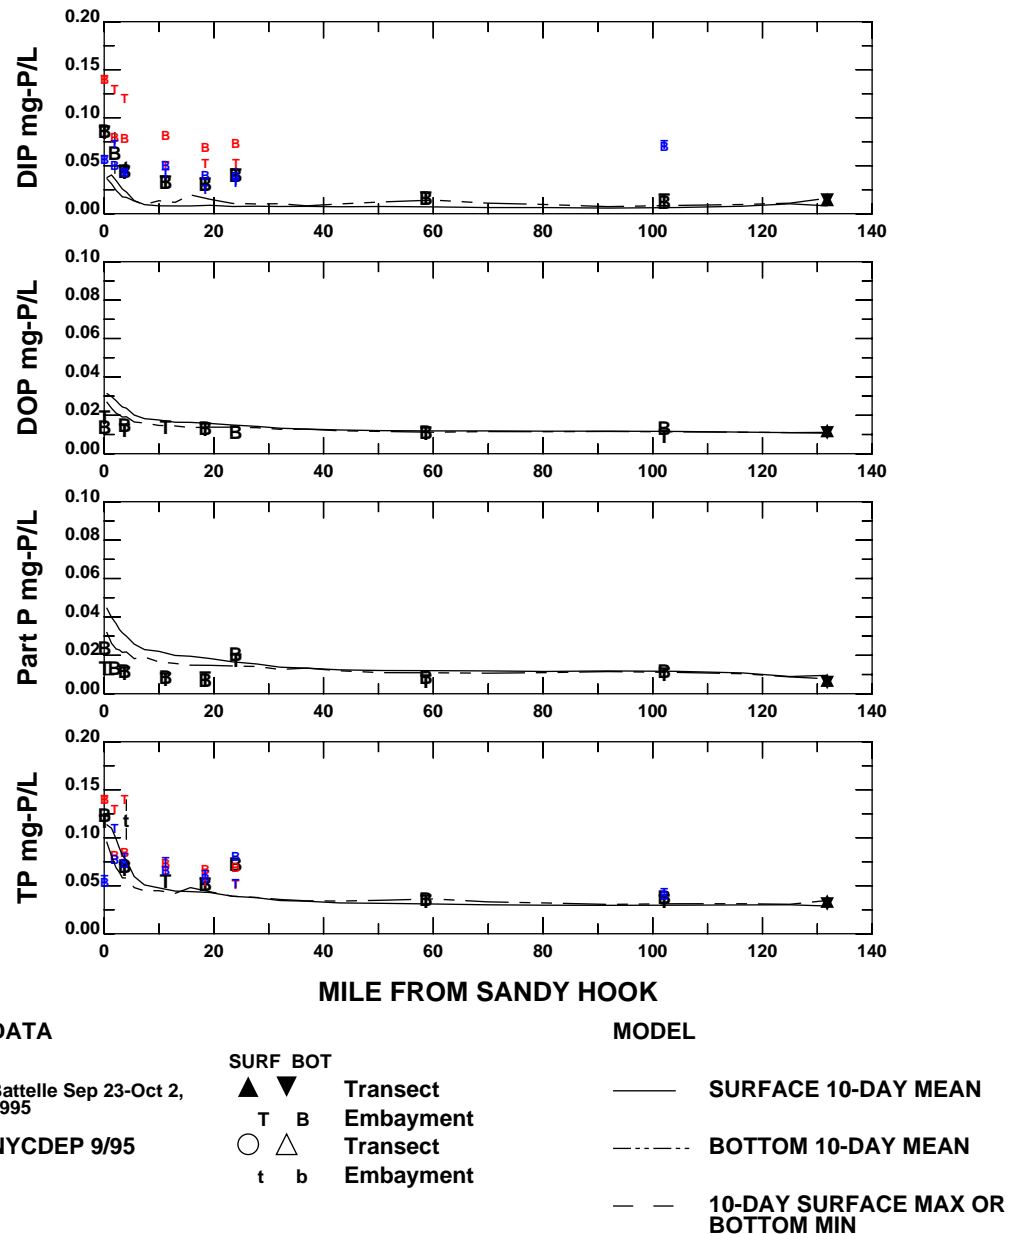 DIP mg-P/L
0.20
0.15
0.10
0.05
0.00
0 20 40 60 80 100 120 140
DOP mg-P/L
0.10
0.08
0.06
0.04
0.02
0.00
0 20 40 60 80 100 120 140
Part P mg-P/L
0.10
0.08
0.06
0.04
0.02
0.00
0 20 40 60 80 100 120 140
TP mg-P/L
0.20
0.15
0.10
0.05
0.00
0 20 40 60 80 100 120 140
MILE FROM SANDY HOOK
DATA
MODEL
SURF BOT
Battelle Sep 23-Oct 2,
1995
Transect
T B Embayment
NYCDEP 9/95
Transect
t b Embayment
SURFACE 10-DAY MEAN
BOTTOM 10-DAY MEAN
10-DAY SURFACE MAX OR
BOTTOM MIN